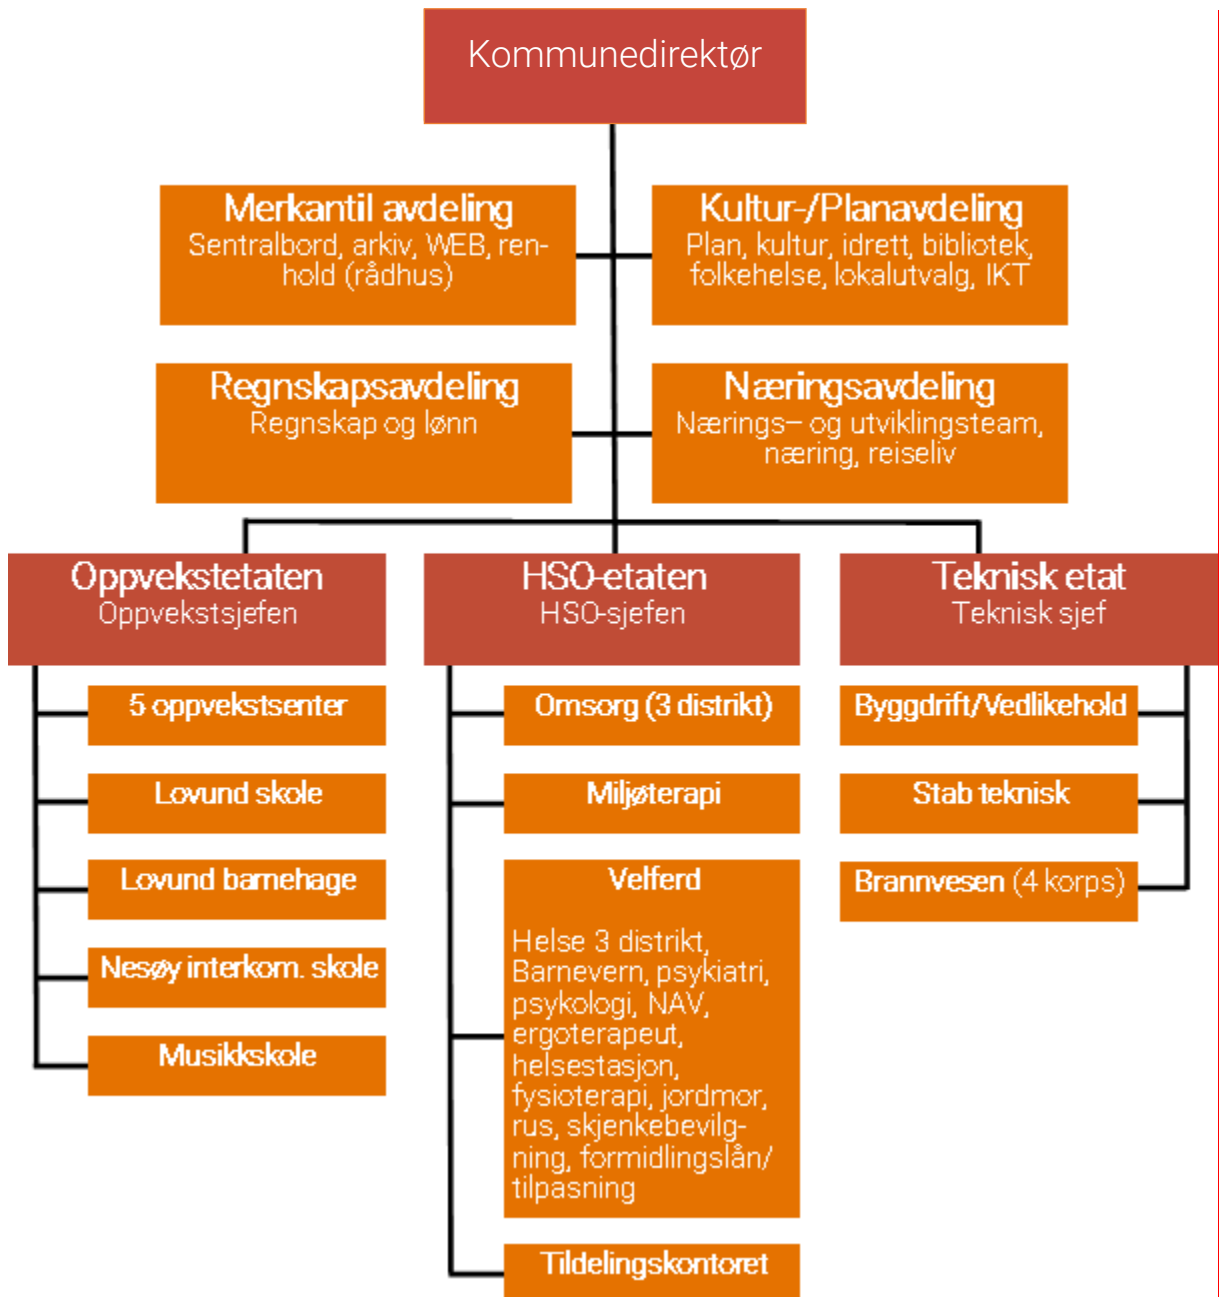 Kommunedirektør
Merkantil avdeling
Sentralbord, arkiv, WEB, ren-
hold (rådhus)
Kultur-/Planavdeling
Plan, kultur, idrett, bibliotek,
folkehelse, lokalutvalg, IKT
Regnskapsavdeling
Regnskap og lønn
Næringsavdeling
Nærings– og utviklingsteam,
næring, reiseliv
Oppvekstetaten
Oppvekstsjefen
5 oppvekstsenter
Lovund skole
Lovund barnehage
Nesøy interkom. skole
Musikkskole
HSO-etaten
HSO-sjefen
Omsorg (3 distrikt)
Miljøterapi
Velferd
Helse 3 distrikt,
Barnevern, psykiatri,
psykologi, NAV,
ergoterapeut,
helsestasjon,
fysioterapi, jordmor,
rus, skjenkebevilg-
ning, formidlingslån/
tilpasning
Tildelingskontoret
Teknisk etat
Teknisk sjef
Byggdrift/Vedlikehold
Stab teknisk
Brannvesen (4 korps)